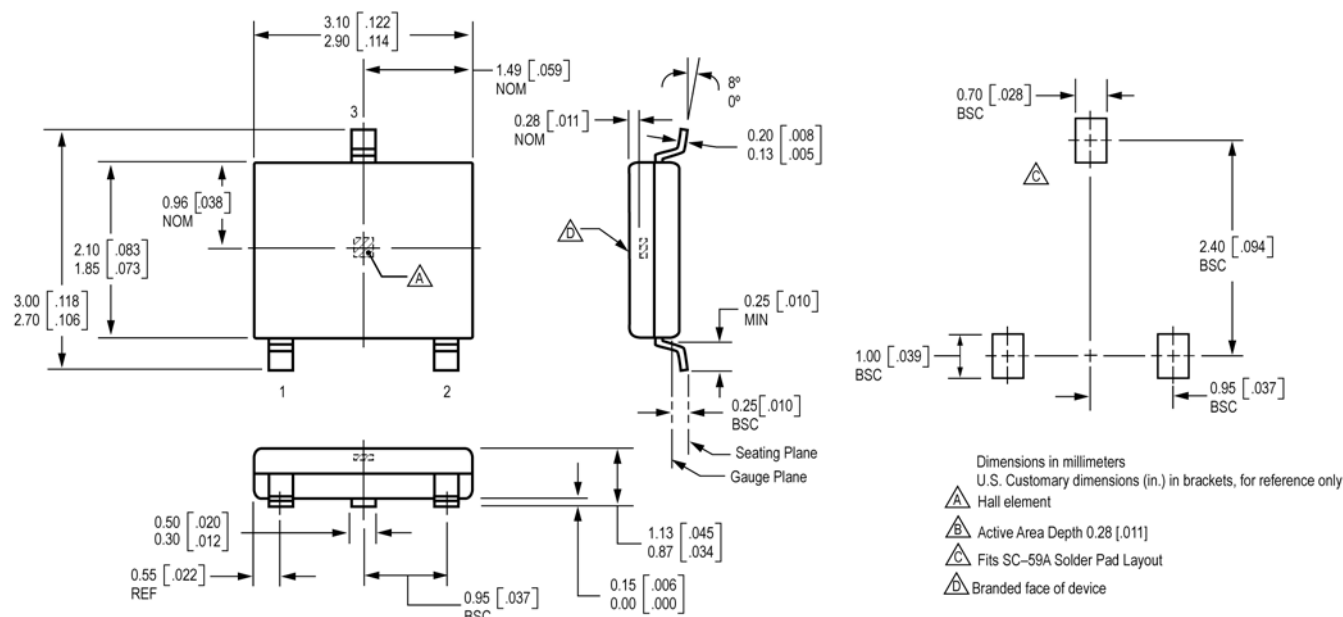 3.10 [.122]
2.90 [.114]
1.49 [.059]
NOM
3
0.96 [.038]
NOM
2.10 [.083]
1.85 [.073]
3.00 [.118]
2.70 [.106]
A
1
2
8º
0º
0.28 [.011]
NOM
0.20 [.008]
0.13 [.005]
D
0.25 [.010]
MIN
0.25 [.010]
BSC
Seating Plane
Gauge Plane
0.50 [.020]
0.30 [.012]
0.55 [.022]
REF
0.95 [.037]
BSC
1.13 [.045]
0.87 [.034]
0.15 [.006]
0.00 [.000]
0.70 [.028]
BSC
C
2.40 [.094]
BSC
1.00 [.039]
BSC
0.95 [.037]
BSC
Dimensions in millimeters
U.S. Customary dimensions (in.) in brackets, for reference only
A Hall element
B Active Area Depth 0.28 [.011]
C Fits SC–59A Solder Pad Layout
D Branded face of device